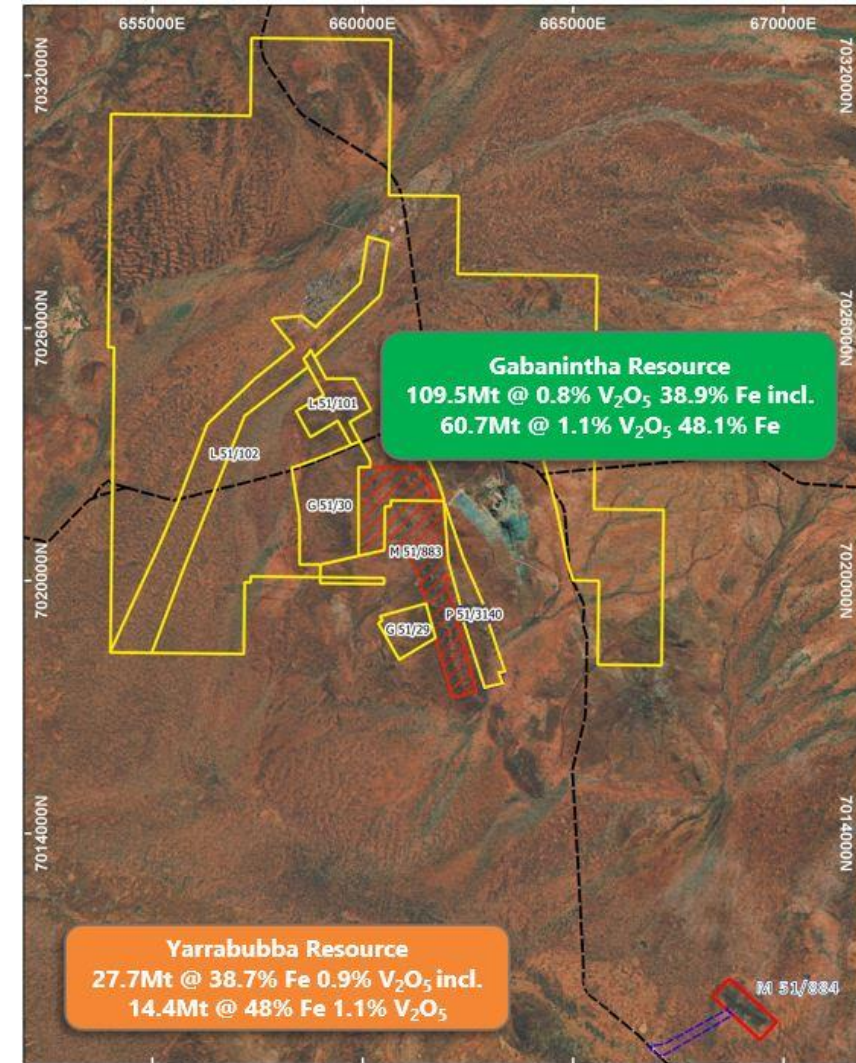 655000E
660000E
665000E
670000E
7032000N
7032000N
7026000N
7026000N
Gabanintha Resource
109.5Mt @ 0.8% V₂O₅ 38.9% Fe incl.
60.7Mt @ 1.1% V₂O₅ 48.1% Fe
L 51/101
L 51/102
G 51/30
M 51/883
7020000N
7020000N
P 51/3140
G 51/29
7014000N
7014000N
Yarrabubba Resource
27.7Mt @ 38.7% Fe 0.9% V₂O₅ incl.
14.4Mt @ 48% Fe 1.1% V₂O₅
M 51/884